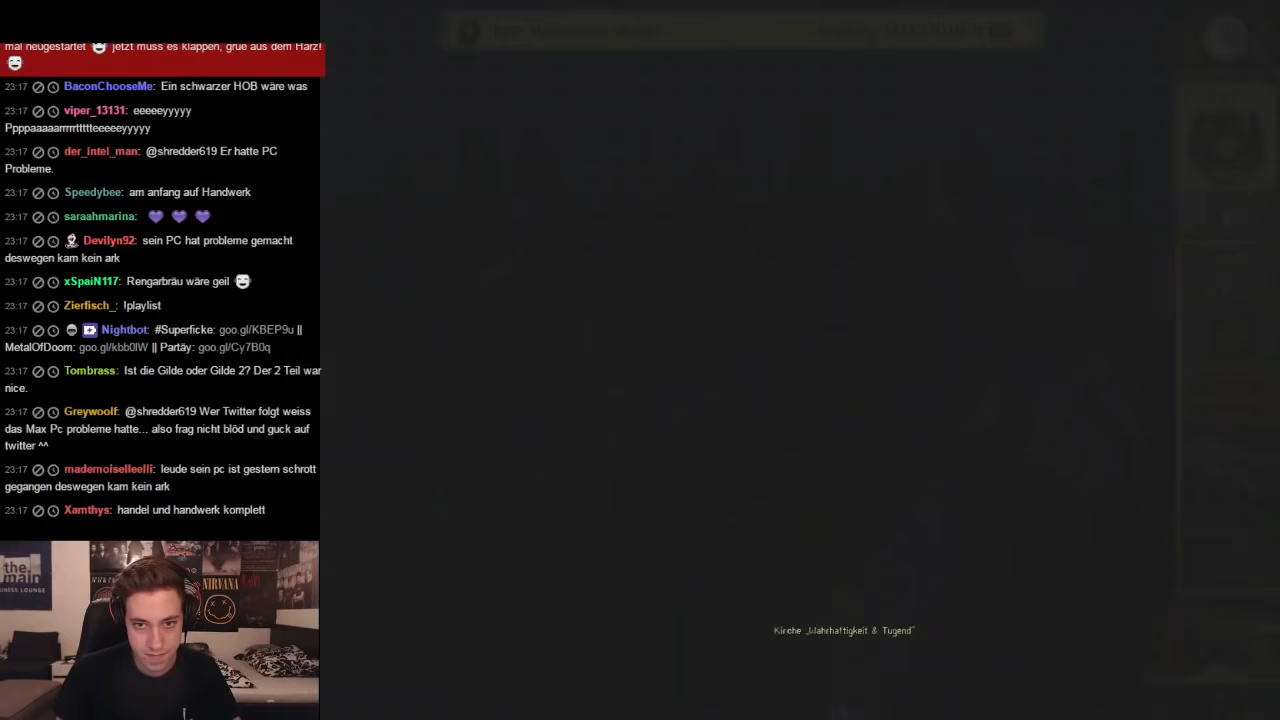 mal neugestartet jetzt muss es klappen, grüe aus dem Harz!
23:17 BaconChooseMe: Ein schwarzer HOB wäre was
23:17 viper_13131: eeeeeyyyyy
Ppppaaaaarrrrrttttteeeeeyyyyy
23:17 der_intel_man: @shredder619 Er hatte PC
Probleme.
23:17 Speedybee: am anfang auf Handwerk
23:17 saraahmarina:
23:17 Devilyn92: sein PC hat probleme gemacht
deswegen kam kein ark
23:17 xSpaiN117: Rengarbräu wäre geil
23:17 Zierfisch_: !playlist
23:17 Nightbot: #Superficke: goo.gl/KBEP9u ||
MetalOfDoom: goo.gl/kbb0lW || Partäy: goo.gl/Cy7B0q
23:17 Tombrass: Ist die Gilde oder Gilde 2? Der 2 Teil war
nice.
23:17 Greywoolf: @shredder619 Wer Twitter folgt weiss
das Max Pc probleme hatte... also frag nicht blöd und guck auf
twitter ^^
23:17 mademoiselleelli: leude sein pc ist gestern schrott
gegangen deswegen kam kein ark
23:17 Xamthys: handel und handwerk komplett
the
main
NESS LOUNGE
NIRVANA
Kirche „Wahrhaftigkeit & Tugend"